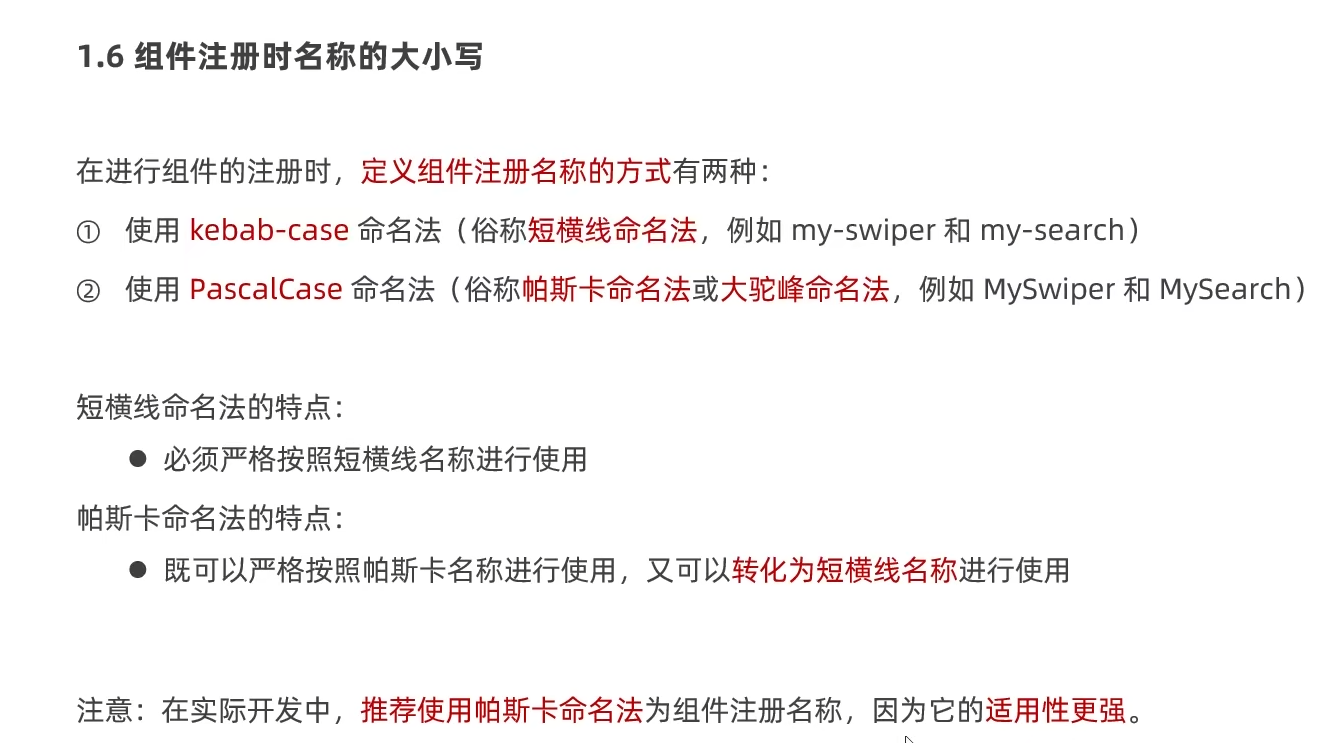 1.6 组件注册时名称的大小写
在进行组件的注册时，定义组件注册名称的方式有两种：
① 使用 kebab-case 命名法（俗称短横线命名法，例如 my-swiper 和 my-search）
② 使用 PascalCase 命名法（俗称帕斯卡命名法或大驼峰命名法，例如 MySwiper 和 MySearch）
短横线命名法的特点：
● 必须严格按照短横线名称进行使用
帕斯卡命名法的特点：
● 既可以严格按照帕斯卡名称进行使用，又可以转化为短横线名称进行使用
注意：在实际开发中，推荐使用帕斯卡命名法为组件注册名称，因为它的适用性更强。